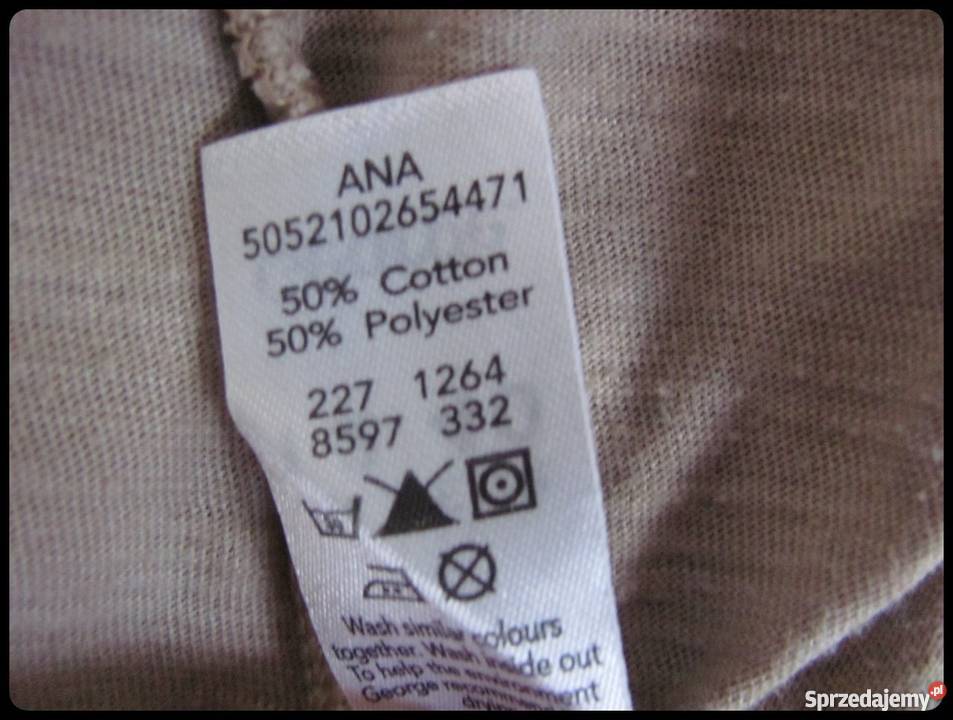 ANA
5052102654471
50% Cotton
50% Polyester
227 1264
8597 332
30
Wash similar colours
together. Wash inside out
To help the environment
George
Sprzedajemy.pl